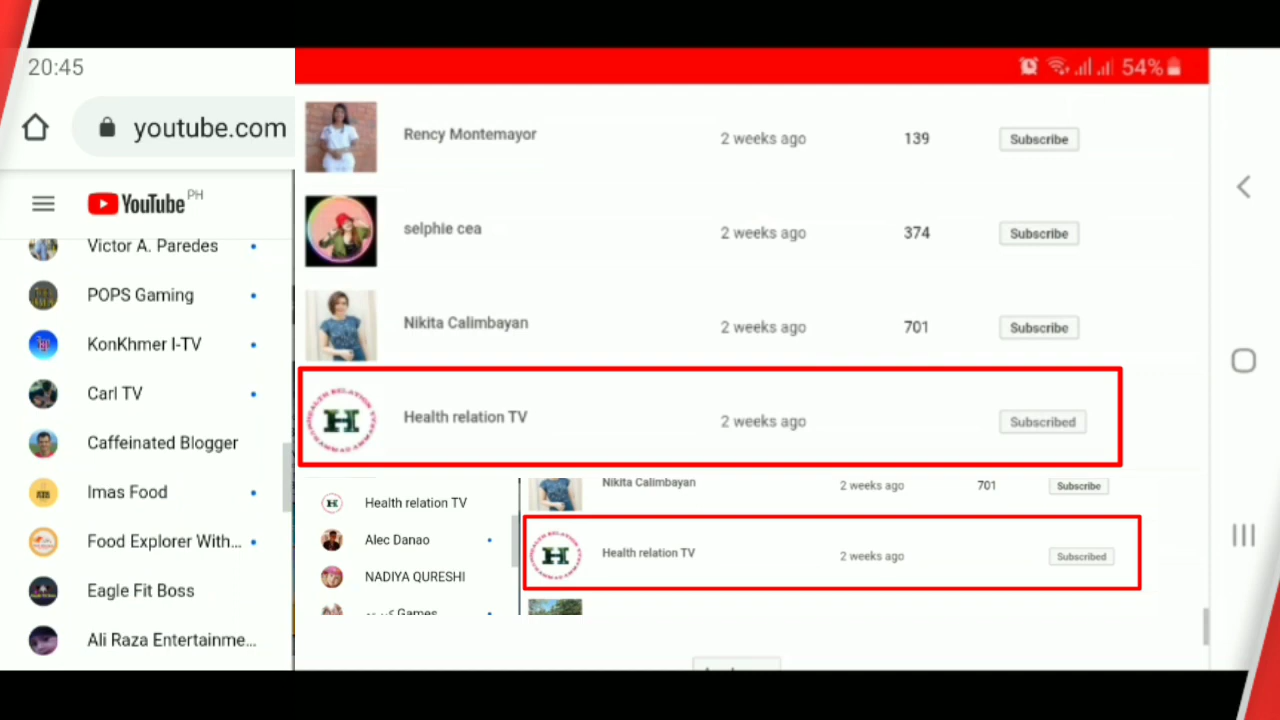 20:45
54%
youtube.com
YouTube PH
Victor A. Paredes
POPS Gaming
KonKhmer I-TV
Carl TV
Caffeinated Blogger
Imas Food
Food Explorer With...
Eagle Fit Boss
Ali Raza Entertainme...
Rency Montemayor 2 weeks ago 139 Subscribe
selphie cea 2 weeks ago 374 Subscribe
Nikita Calimbayan 2 weeks ago 701 Subscribe
H
Health relation TV 2 weeks ago Subscribed
Health relation TV
Alec Danao
NADIYA QURESHI
Games
Nikita Calimbayan 2 weeks ago 701 Subscribe
H
Health relation TV 2 weeks ago Subscribed